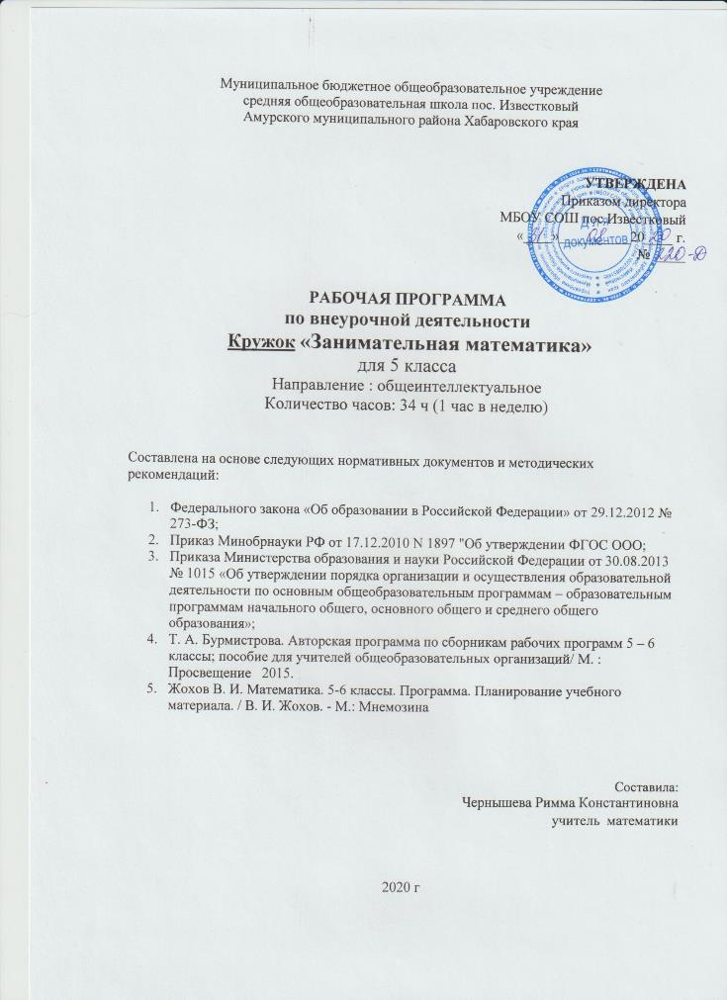 Муниципальное бюджетное общеобразовательное учреждение
средняя общеобразовательная школа пос. Известковый
Амурского муниципального района Хабаровского края
УТВЕРЖДЕНА
Приказом директора
МБОУ СОШ пос.Известковый
« 31 » 08 20 20 г.
№ 220-Д
Для
документов
РАБОЧАЯ ПРОГРАММА
по внеурочной деятельности
Кружок «Занимательная математика»
для 5 класса
Направление : общеинтеллектуальное
Количество часов: 34 ч (1 час в неделю)
Составлена на основе следующих нормативных документов и методических
рекомендаций:
1. Федерального закона «Об образовании в Российской Федерации» от 29.12.2012 №
273-ФЗ;
2. Приказ Минобрнауки РФ от 17.12.2010 N 1897 "Об утверждении ФГОС ООО;
3. Приказа Министерства образования и науки Российской Федерации от 30.08.2013
№ 1015 «Об утверждении порядка организации и осуществления образовательной
деятельности по основным общеобразовательным программам – образовательным
программам начального общего, основного общего и среднего общего
образования»;
4. Т. А. Бурмистрова. Авторская программа по сборникам рабочих программ 5 – 6
классы; пособие для учителей общеобразовательных организаций/ М. :
Просвещение 2015.
5. Жохов В. И. Математика. 5-6 классы. Программа. Планирование учебного
материала. / В. И. Жохов. - М.: Мнемозина
Составила:
Чернышева Римма Константиновна
учитель математики
2020 г